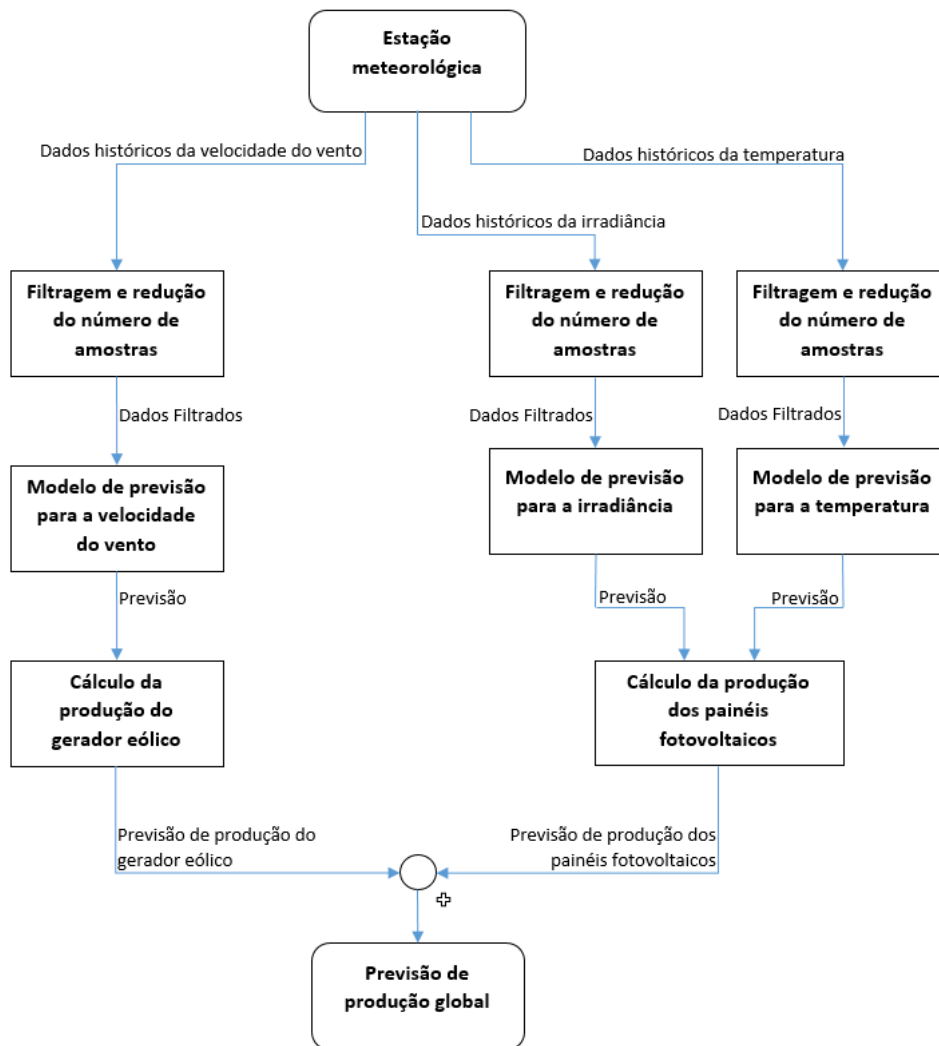 Estação
meteorológica
Dados históricos da velocidade do vento
Dados históricos da temperatura
Dados históricos da irradiância
Filtragem e redução
do número de
amostras
Filtragem e redução
do número de
amostras
Filtragem e redução
do número de
amostras
Dados Filtrados
Dados Filtrados
Dados Filtrados
Modelo de previsão
para a velocidade
do vento
Modelo de previsão
para a irradiância
Modelo de previsão
para a temperatura
Previsão
Previsão
Previsão
Cálculo da
produção do
gerador eólico
Cálculo da produção
dos painéis
fotovoltaicos
Previsão de produção do
gerador eólico
Previsão de produção dos
painéis fotovoltaicos
Previsão de
produção global